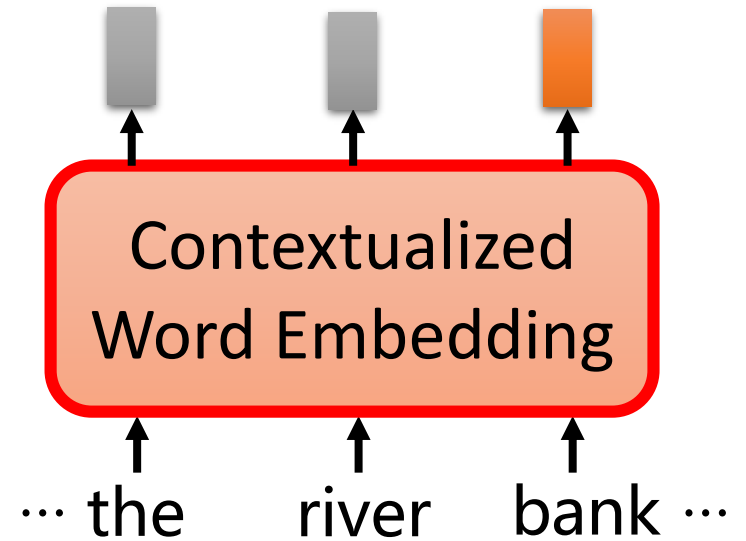 Contextualized
Word Embedding
… the river bank …